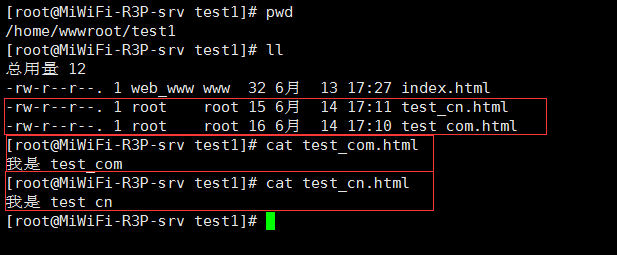 [root@MiWiFi-R3P-srv test1]# pwd
/home/wwwroot/test1
[root@MiWiFi-R3P-srv test1]# ll
总用量 12
-rw-r--r--. 1 web_www www  32 6月  13 17:27 index.html
-rw-r--r--. 1 root    root 15 6月  14 17:11 test_cn.html
-rw-r--r--. 1 root    root 16 6月  14 17:10 test_com.html
[root@MiWiFi-R3P-srv test1]# cat test_com.html
我是 test_com
[root@MiWiFi-R3P-srv test1]# cat test_cn.html
我是 test cn
[root@MiWiFi-R3P-srv test1]#